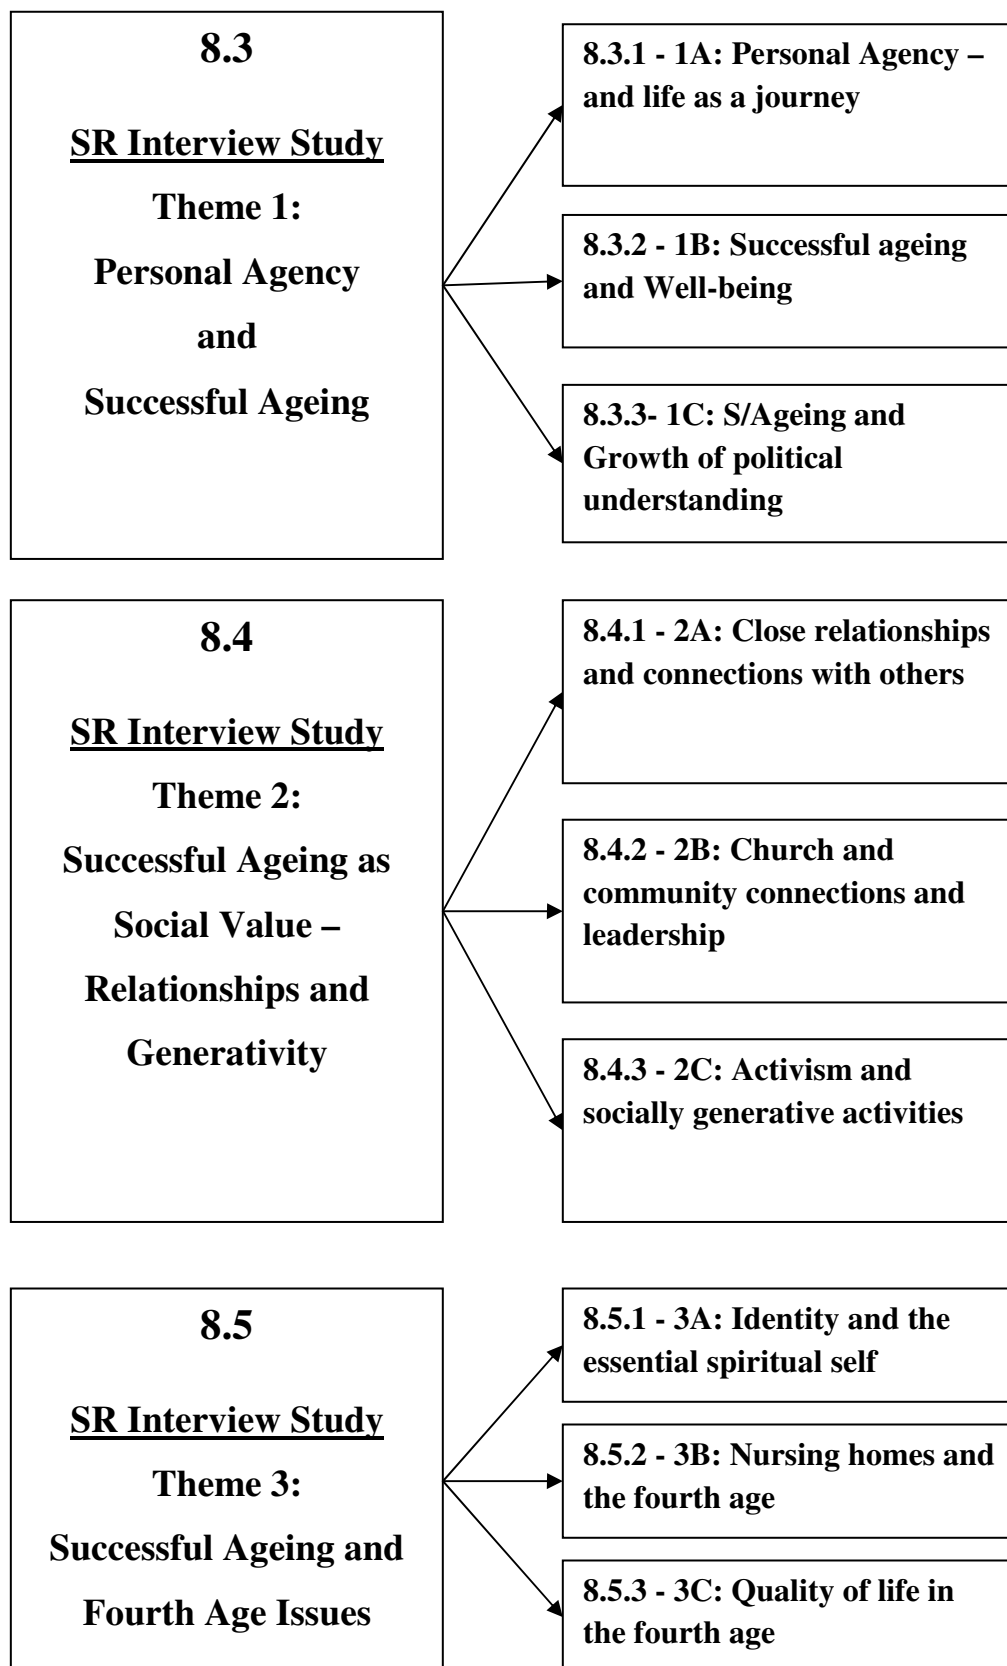 8.3
SR Interview Study
Theme 1:
Personal Agency
and
Successful Ageing
8.3.1 - 1A: Personal Agency –
and life as a journey
8.3.2 - 1B: Successful ageing
and Well-being
8.3.3- 1C: S/Ageing and
Growth of political
understanding
8.4
SR Interview Study
Theme 2:
Successful Ageing as
Social Value –
Relationships and
Generativity
8.4.1 - 2A: Close relationships
and connections with others
8.4.2 - 2B: Church and
community connections and
leadership
8.4.3 - 2C: Activism and
socially generative activities
8.5
SR Interview Study
Theme 3:
Successful Ageing and
Fourth Age Issues
8.5.1 - 3A: Identity and the
essential spiritual self
8.5.2 - 3B: Nursing homes and
the fourth age
8.5.3 - 3C: Quality of life in
the fourth age